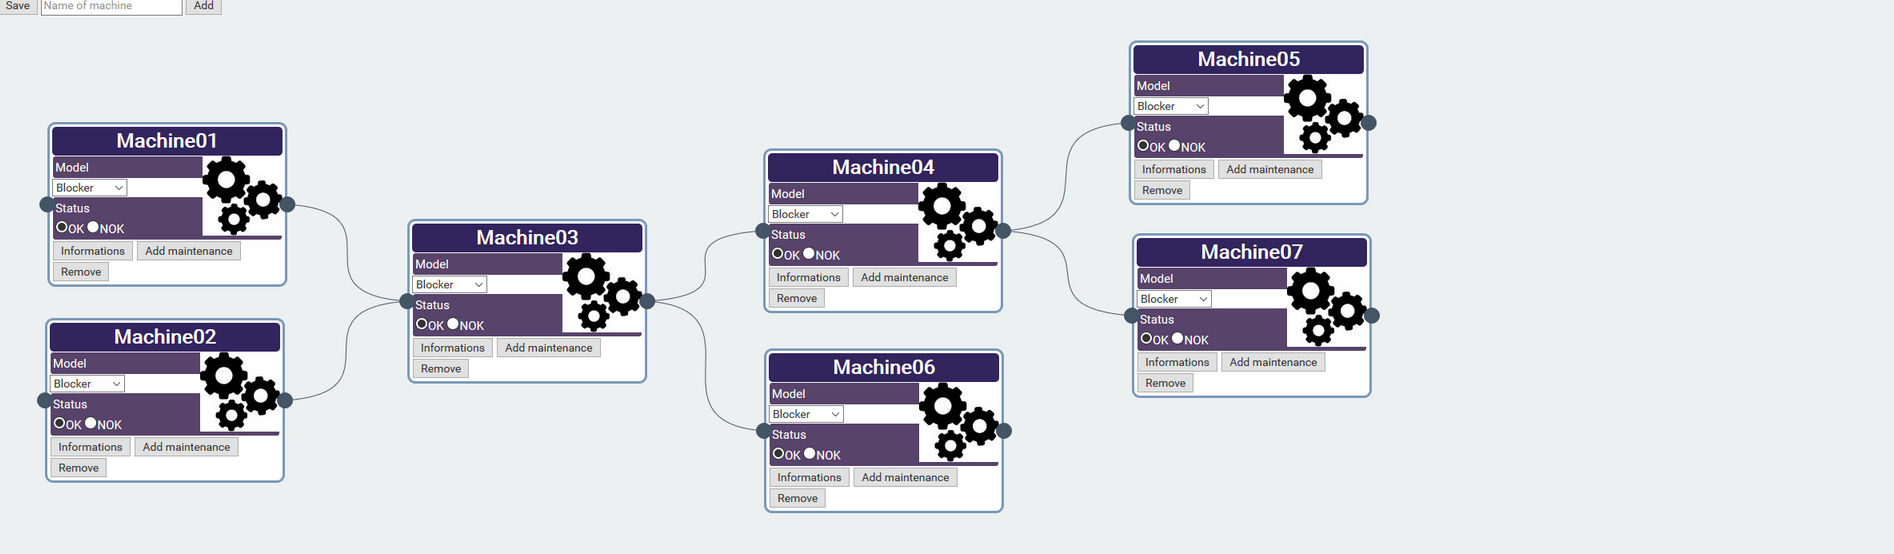 Save Name of machine Add
Machine01
Model
Blocker
Status
OK NOK
Informations Add maintenance
Remove
Machine02
Model
Blocker
Status
OK NOK
Informations Add maintenance
Remove
Machine03
Model
Blocker
Status
OK NOK
Informations Add maintenance
Remove
Machine04
Model
Blocker
Status
OK NOK
Informations Add maintenance
Remove
Machine06
Model
Blocker
Status
OK NOK
Informations Add maintenance
Remove
Machine05
Model
Blocker
Status
OK NOK
Informations Add maintenance
Remove
Machine07
Model
Blocker
Status
OK NOK
Informations Add maintenance
Remove